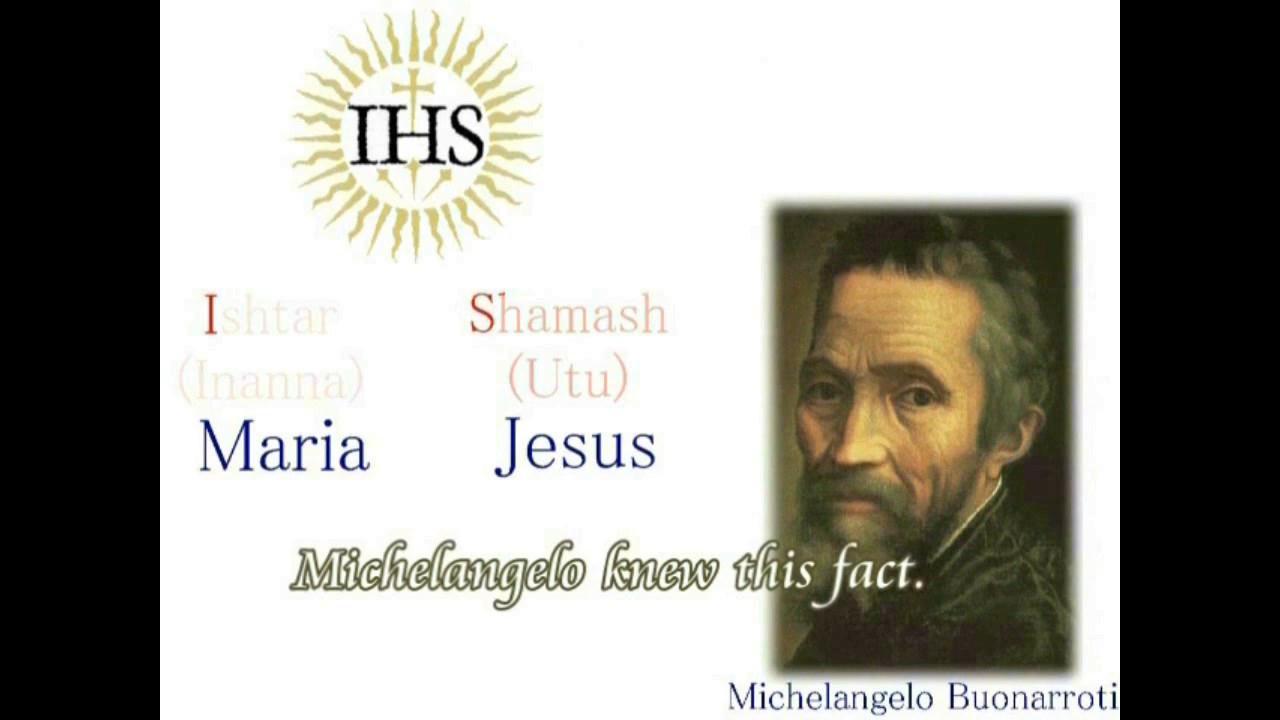 IHS
Ishtar Shamash
(Inanna) (Utu)
Maria Jesus
Michelangelo knew this fact.
Michelangelo Buonarroti